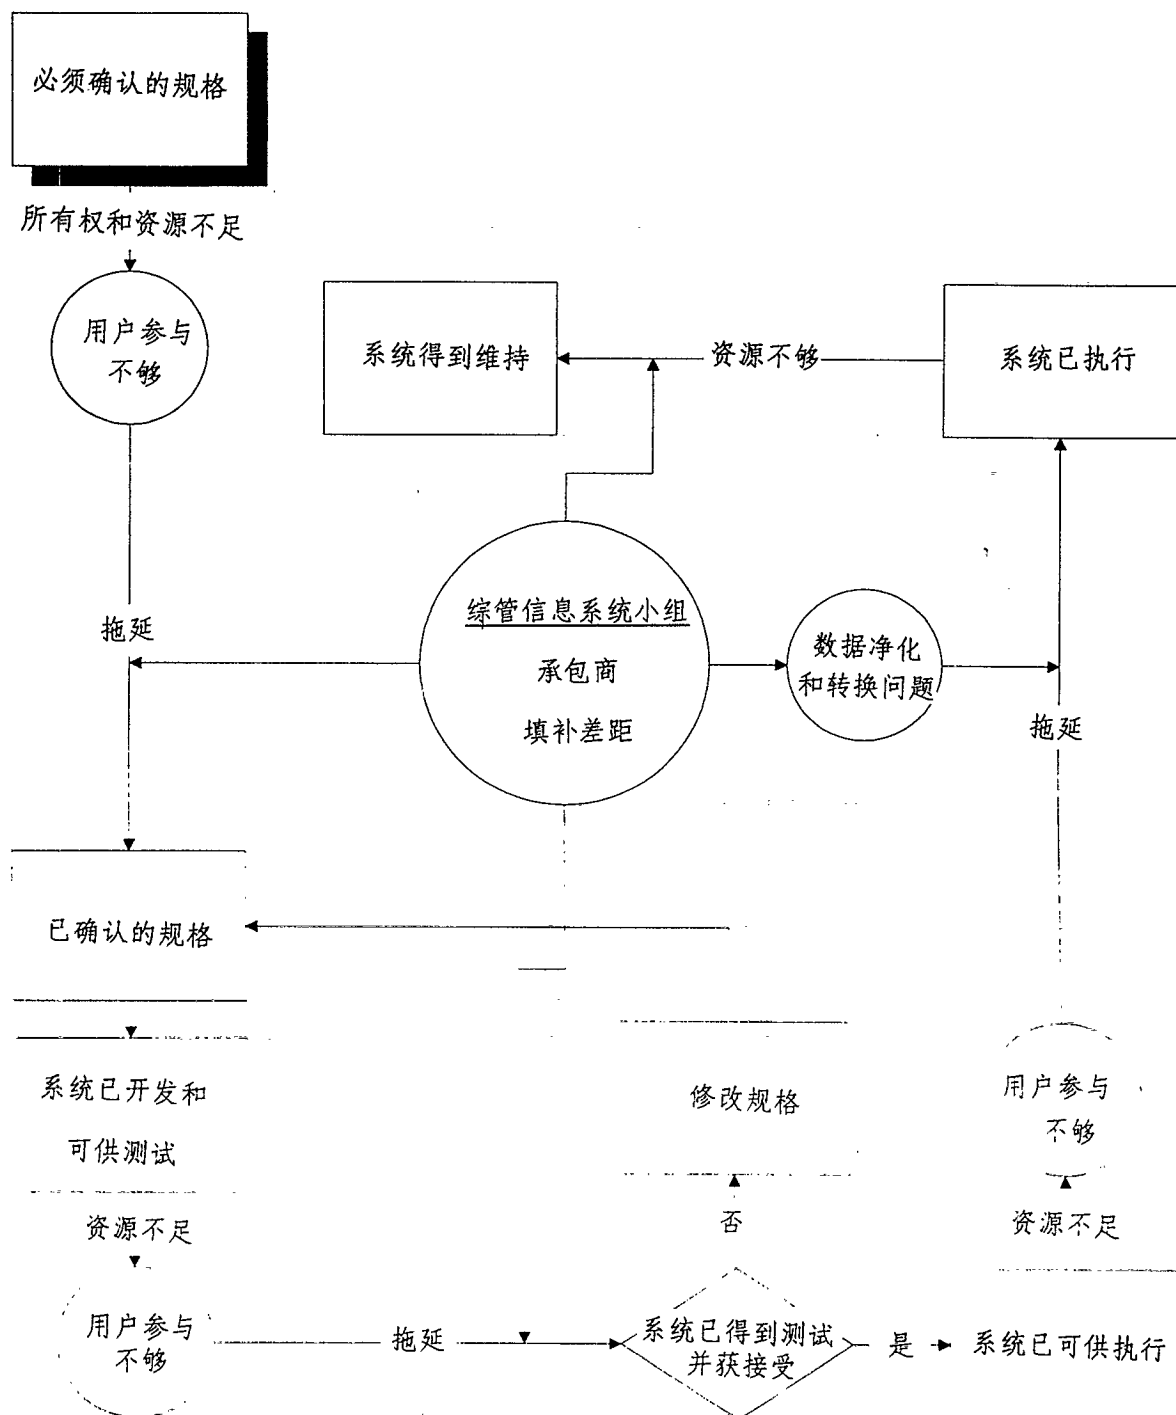 必须确认的规格
所有权和资源不足
用户参与
不够
系统得到维持
资源不够
系统已执行
综管信息系统小组
承包商
填补差距
数据净化
和转换问题
拖延
拖延
已确认的规格
系统已开发和
可供测试
修改规格
用户参与
不够
资源不足
否
资源不足
用户参与
不够
拖延
系统已得到测试
并获接受
是
系统已可供执行